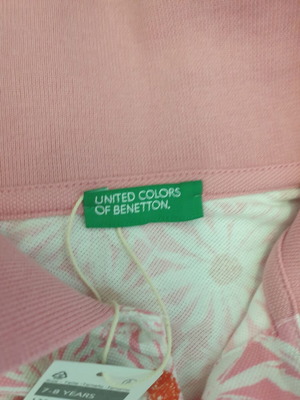 UNITED COLORS
OF BENETTON.
7-8 YEARS